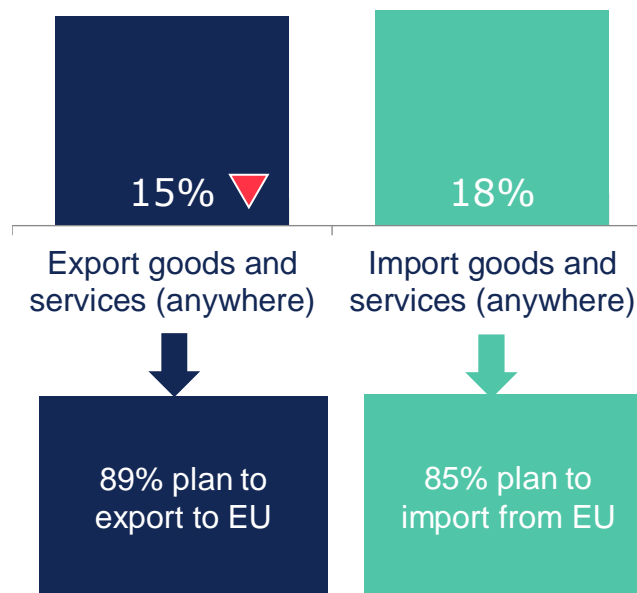 15%
18%
Export goods and
services (anywhere)
Import goods and
services (anywhere)
89% plan to
export to EU
85% plan to
import from EU